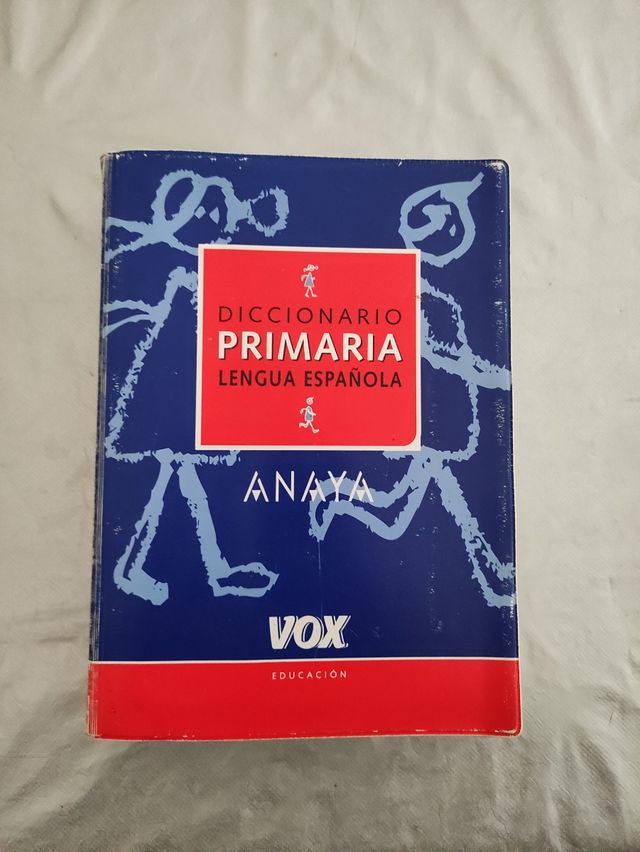 DICCIONARIO
PRIMARIA
LENGUA ESPAÑOLA
ANAYA
VOX
EDUCACIÓN